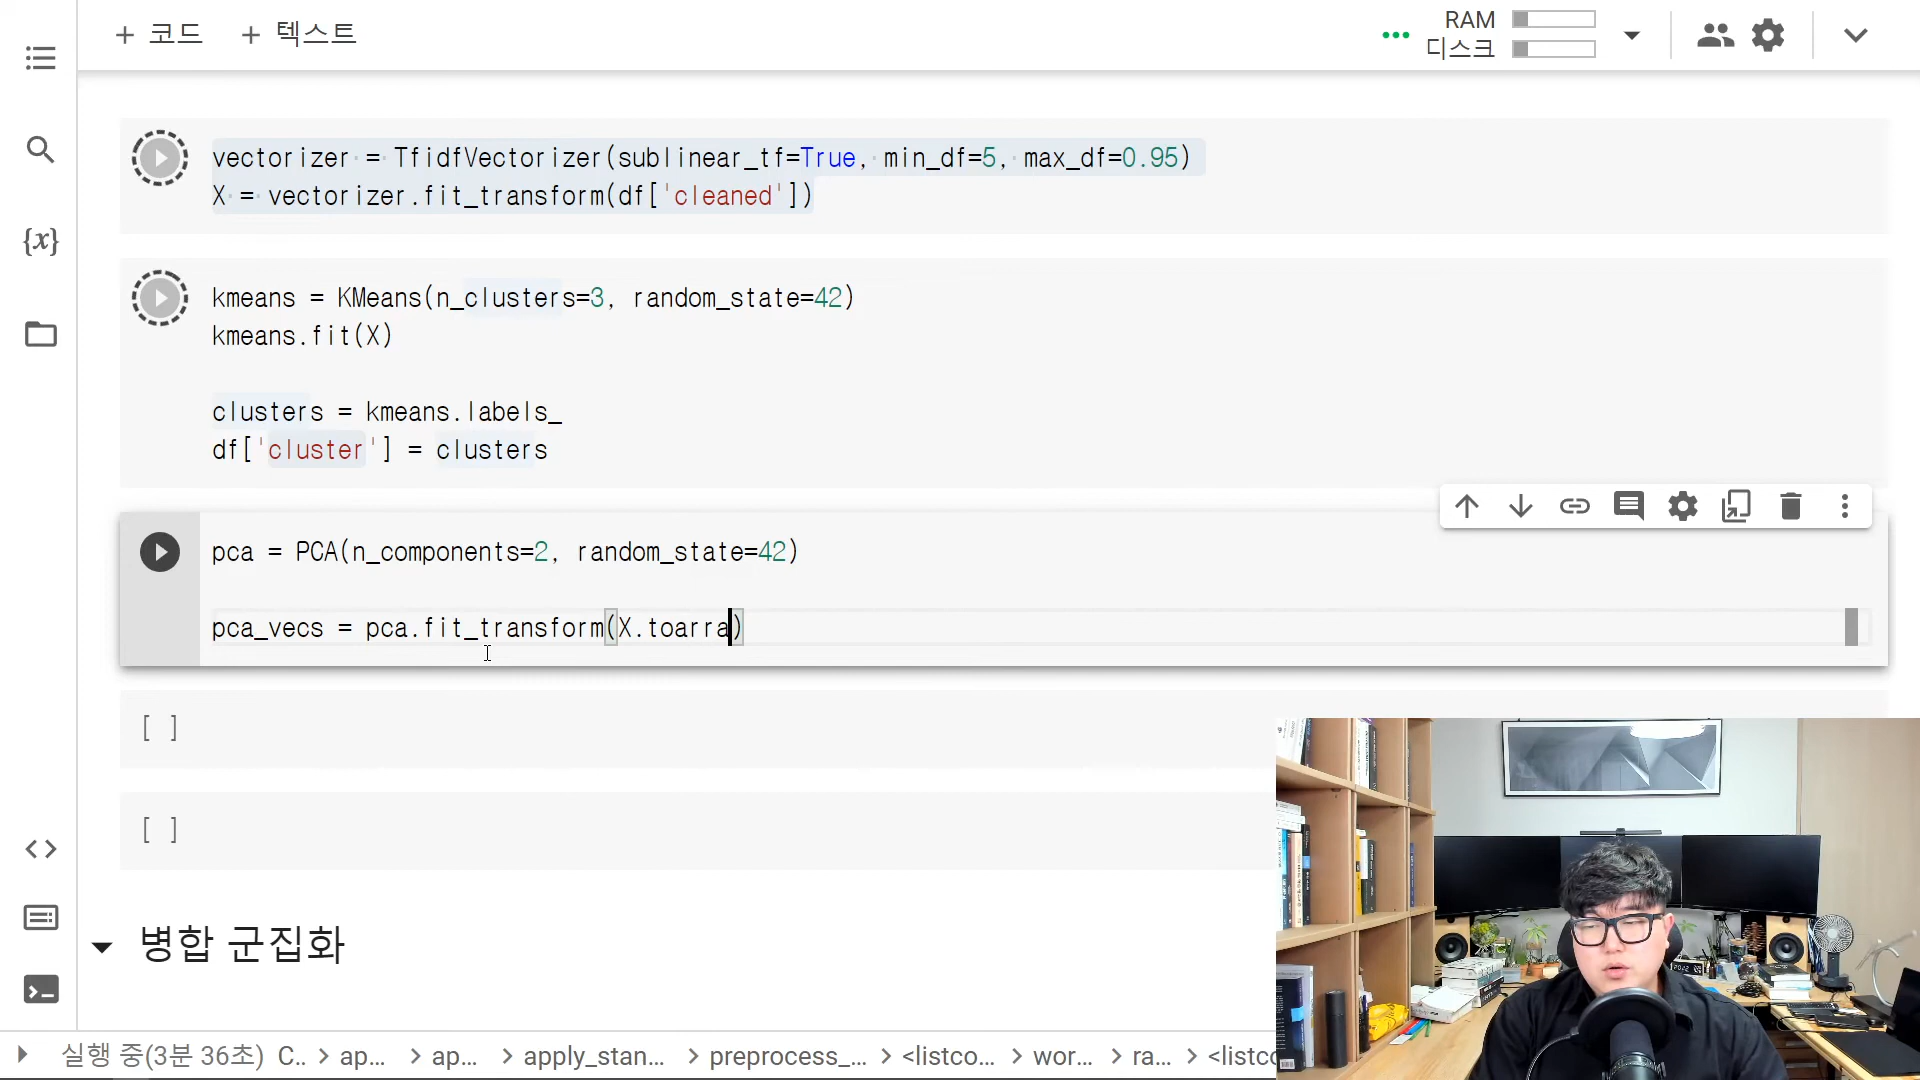 + 코드 + 텍스트
RAM
디스크
{x}
vectorizer = TfidfVectorizer(sublinear_tf=True, min_df=5, max_df=0.95)
X = vectorizer.fit_transform(df['cleaned'])
kmeans = KMeans(n_clusters=3, random_state=42)
kmeans.fit(X)
clusters = kmeans.labels_
df['cluster'] = clusters
pca = PCA(n_components=2, random_state=42)
pca_vecs = pca.fit_transform(X.toarra)
[ ]
[ ]
병합 군집화
실행 중(3분 36초) C.. > ap... > ap... > apply_stan... > preprocess_... > <listco... > wor... > ra... > <listc